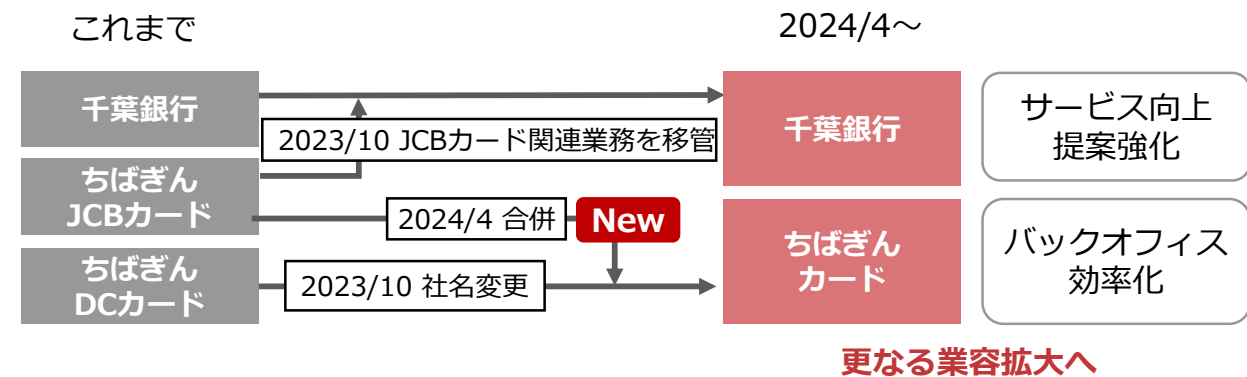 これまで
2024/4～
千葉銀行
2023/10 JCBカード関連業務を移管
千葉銀行
サービス向上
提案強化
ちばぎん
JCBカード
2024/4 合併
New
ちばぎん
カード
バックオフィス
効率化
ちばぎん
DCカード
2023/10 社名変更
更なる業容拡大へ